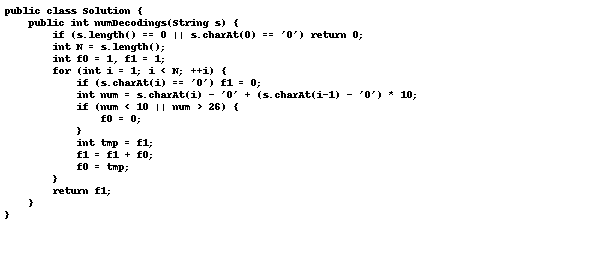 public class Solution {
    public int numDecodings(String s) {
        if (s.length() == 0 || s.charAt(0) == '0') return 0;
        int N = s.length();
        int f0 = 1, f1 = 1;
        for (int i = 1; i < N; ++i) {
            if (s.charAt(i) == '0') f1 = 0;
            int num = s.charAt(i) - '0' + (s.charAt(i-1) - '0') * 10;
            if (num < 10 || num > 26) {
                f0 = 0;
            }
            int tmp = f1;
            f1 = f1 + f0;
            f0 = tmp;
        }
        return f1;
    }
}